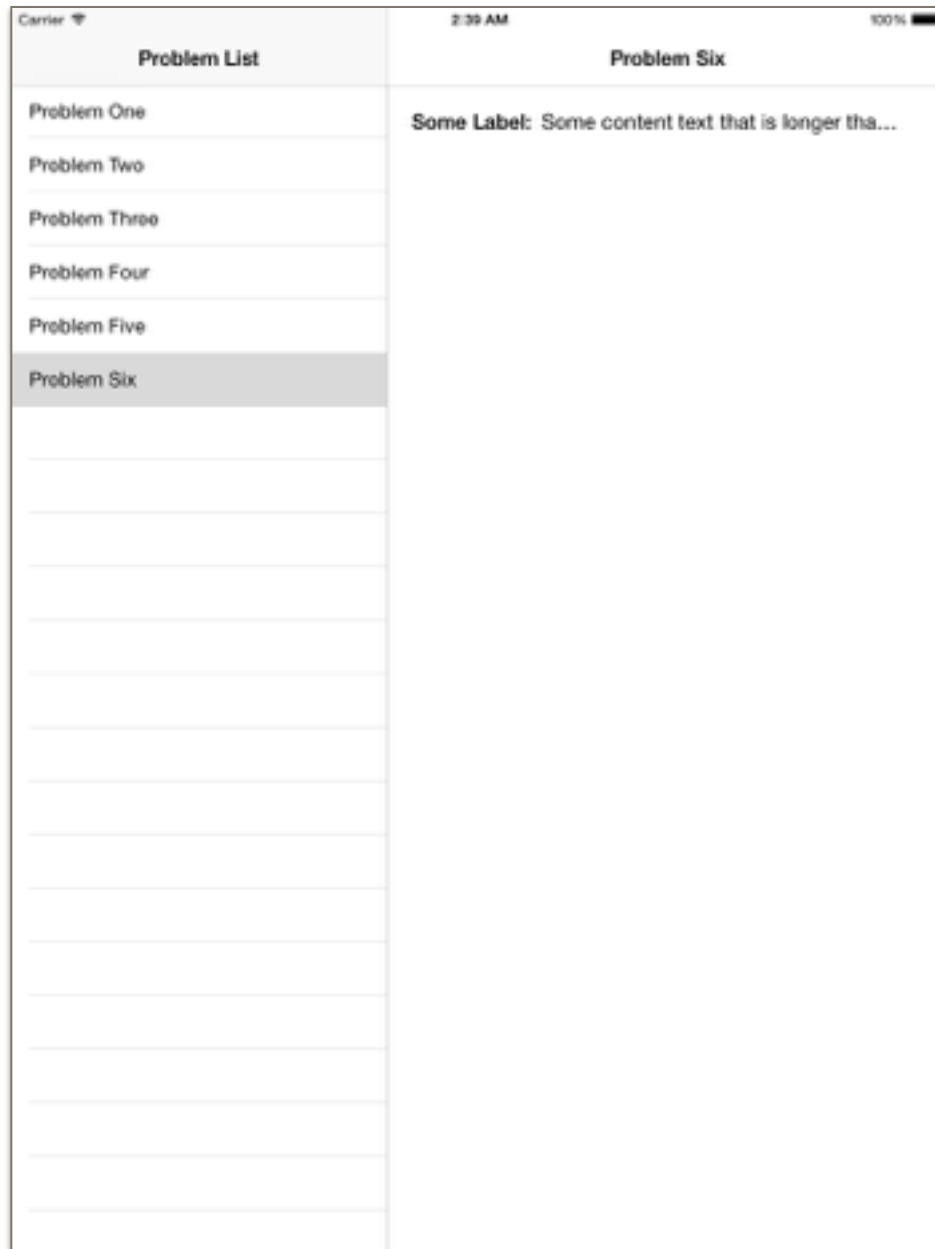 Carrier 2:39 AM 100%
Problem List
Problem Six
Problem One
Problem Two
Problem Three
Problem Four
Problem Five
Problem Six
Some Label: Some content text that is longer tha...